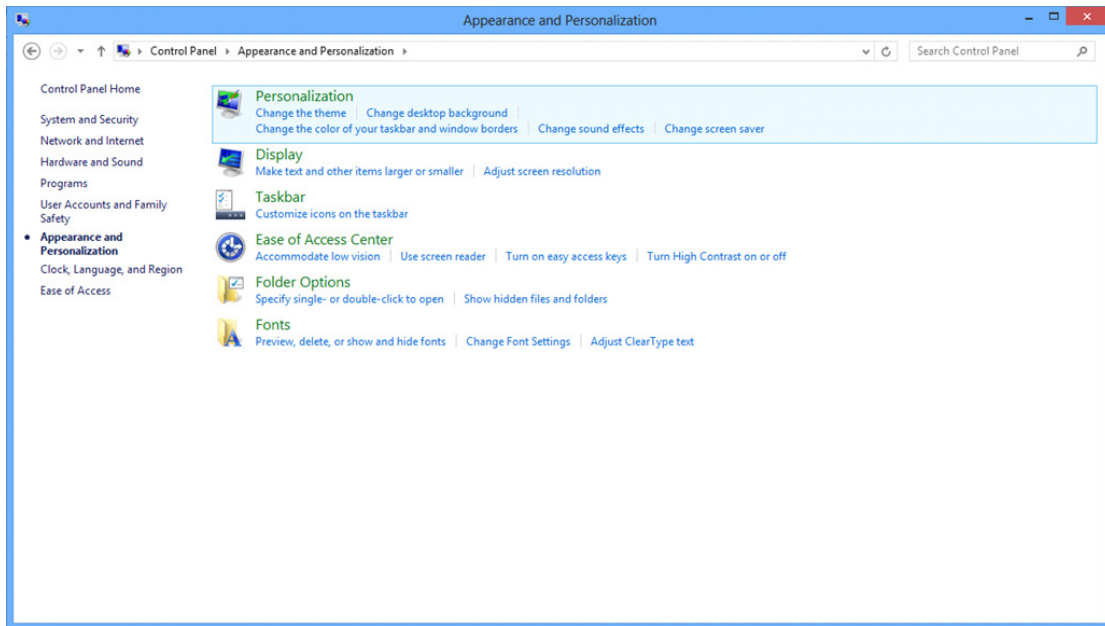 Appearance and Personalization
Control Panel Appearance and Personalization
Search Control Panel
Control Panel Home
System and Security
Network and Internet
Hardware and Sound
Programs
User Accounts and Family
Safety
Appearance and
Personalization
Clock, Language, and Region
Ease of Access
Personalization
Change the theme Change desktop background
Change the color of your taskbar and window borders Change sound effects Change screen saver
Display
Make text and other items larger or smaller Adjust screen resolution
Taskbar
Customize icons on the taskbar
Ease of Access Center
Accommodate low vision Use screen reader Turn on easy access keys Turn High Contrast on or off
Folder Options
Specify single- or double-click to open Show hidden files and folders
Fonts
Preview, delete, or show and hide fonts Change Font Settings Adjust ClearType text